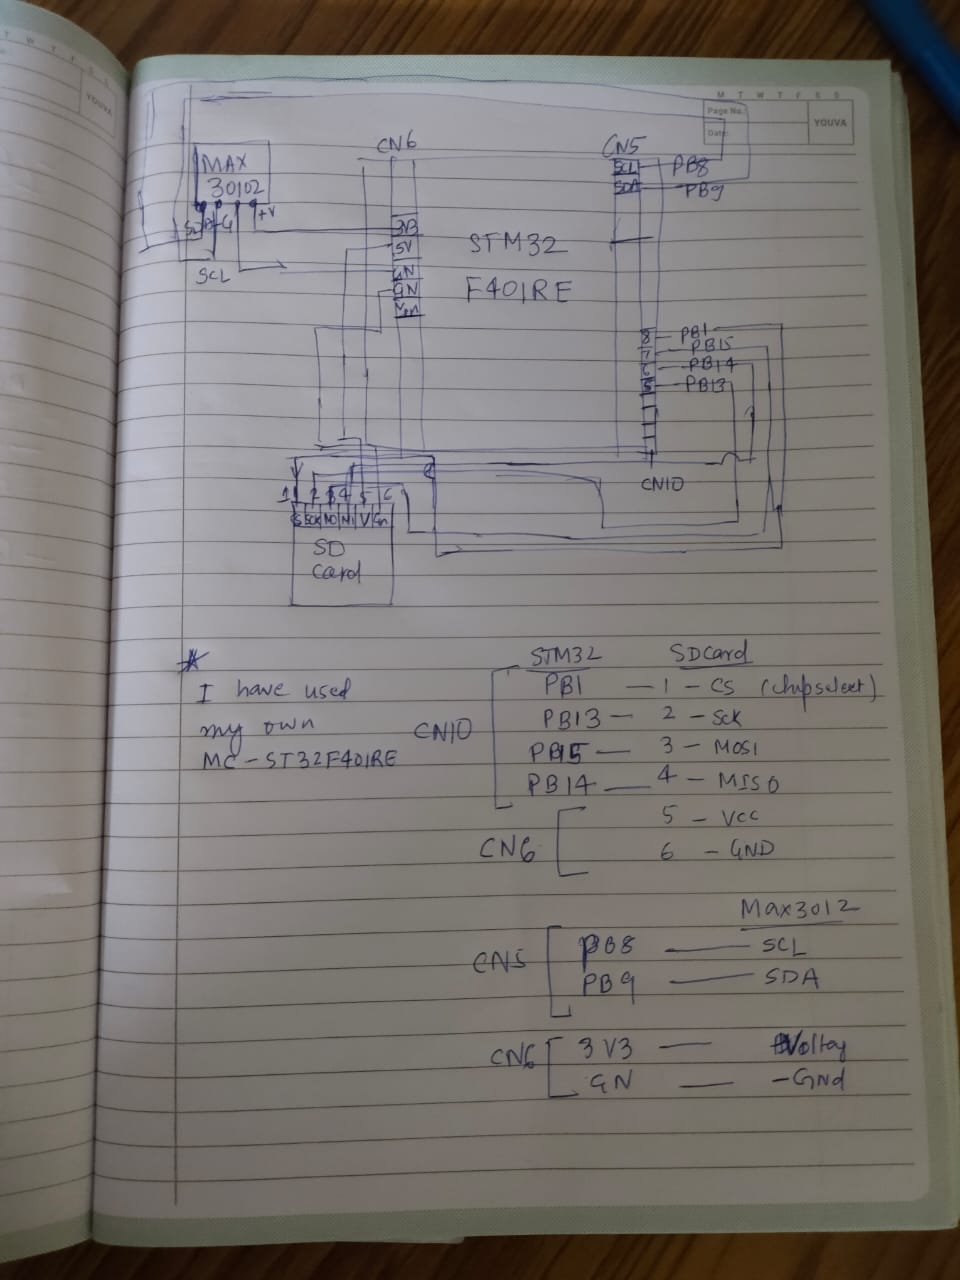 M T W T F S S
Page No.:
Date:
YOUVA
YOUVA
CN6
CN5
MAX
30102
SCL PB8
SDA PB9
+V
G
SCL
3V3
5V
GN
GN
Vin
STM32
F401RE
8 PB1
7 PB15
6 PB14
5 PB13
CN10
1 2 3 4 5 6
S SCK MO MI V Gn
SD
Card
I have used
my own
MC - ST32F401RE
STM32 SDCard
CN10
PB1 — 1 - CS (chipselect)
PB13 — 2 - SCK
PB15 — 3 - MOSI
PB14 — 4 - MISO
CN6
5 - VCC
6 - GND
Max3012
CN5
PB8 — SCL
PB9 — SDA
CN6
3V3 — +Voltag
GN — -GNd